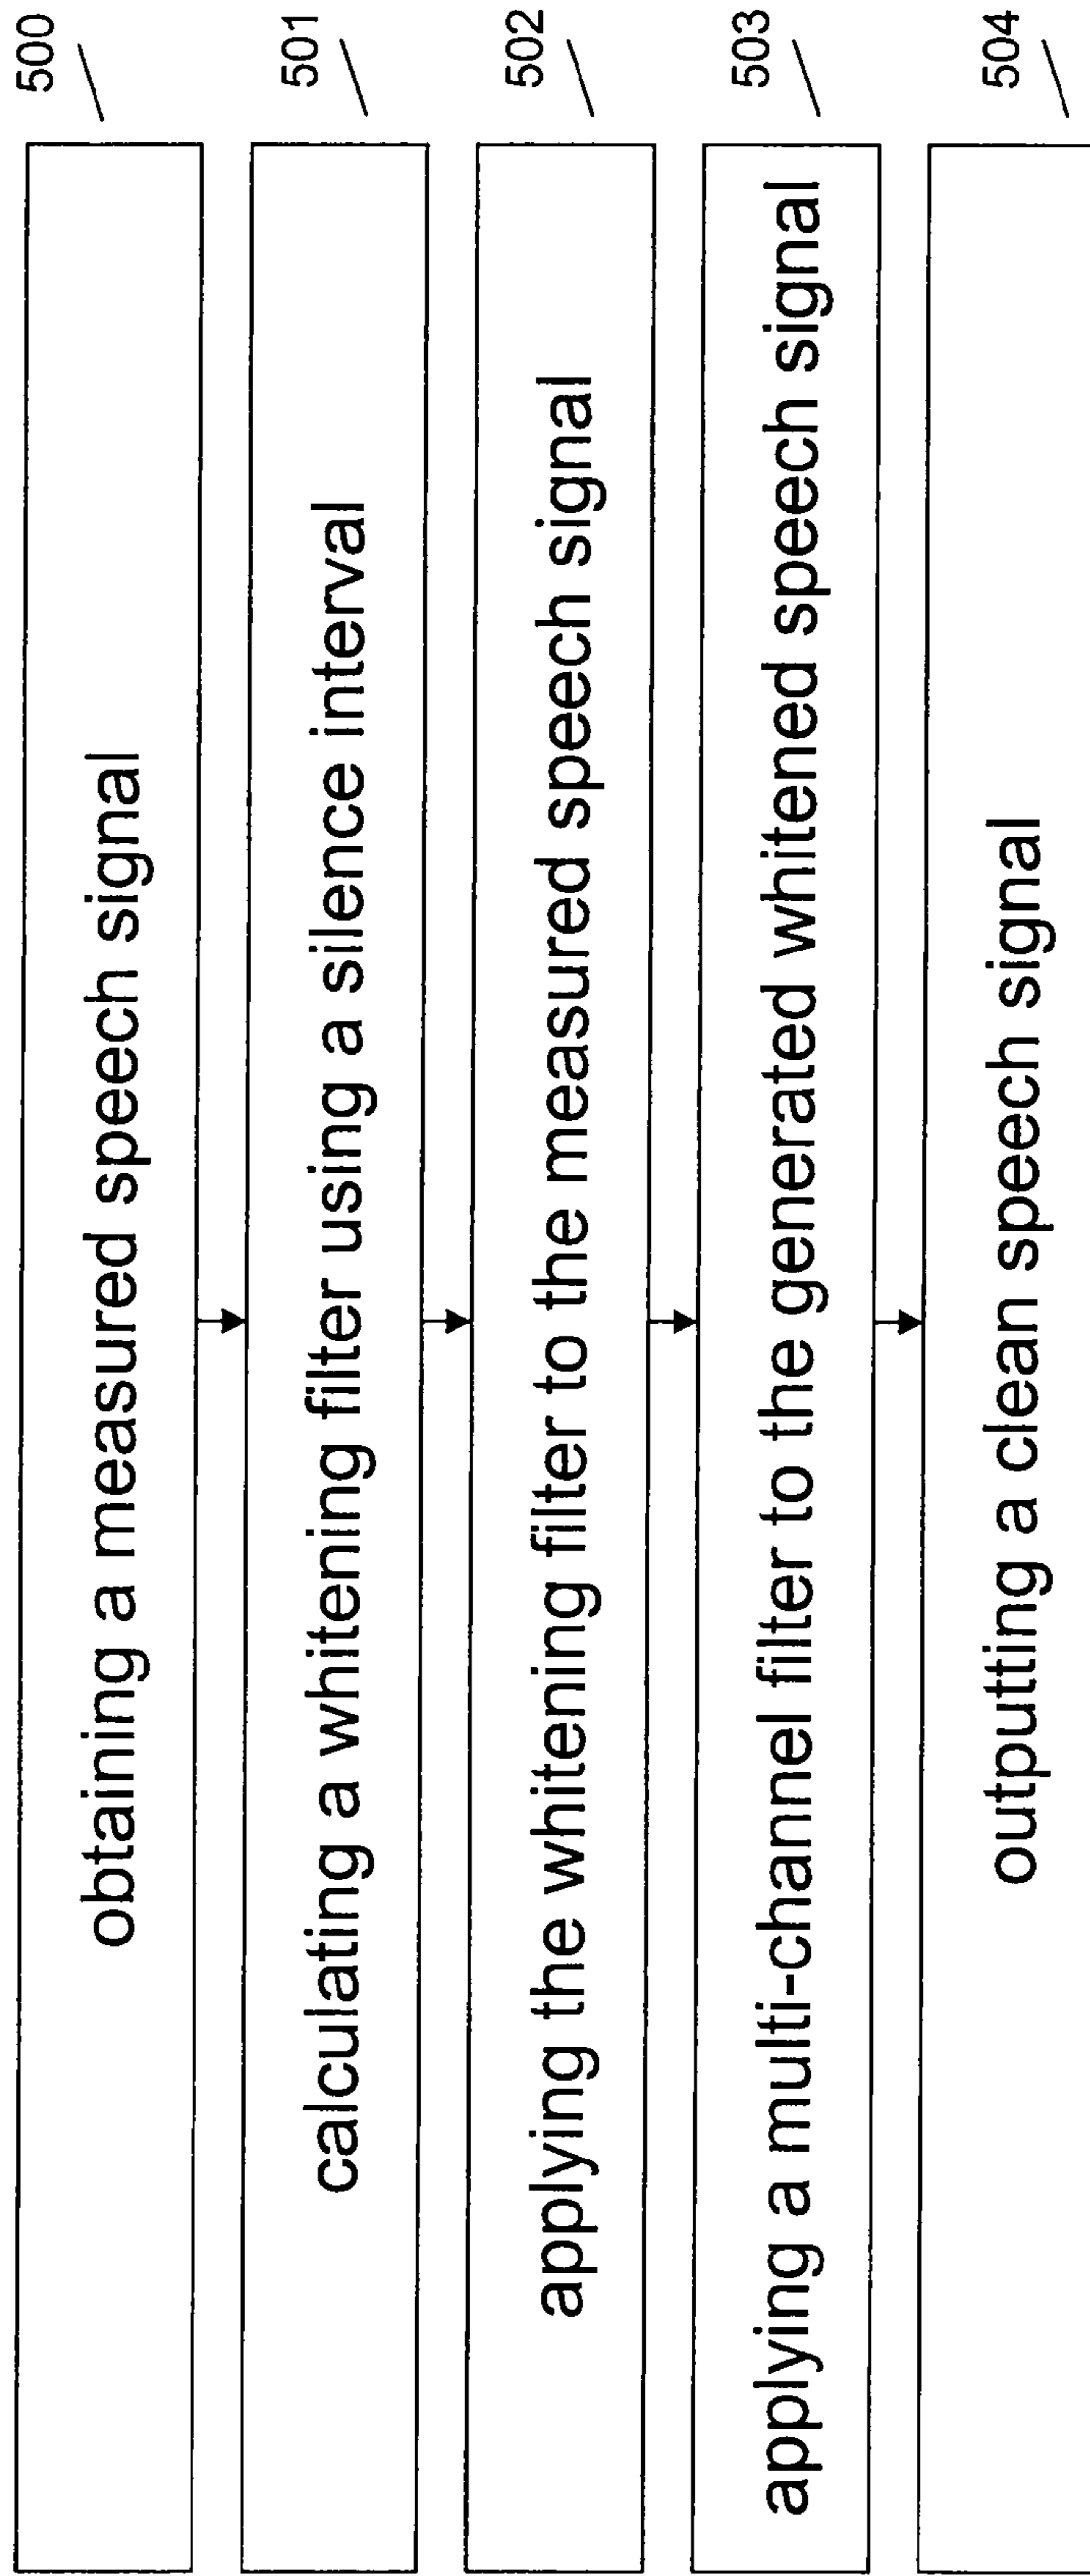 500
obtaining a measured speech signal
501
calculating a whitening filter using a silence interval
502
applying the whitening filter to the measured speech signal
503
applying a multi-channel filter to the generated whitened speech signal
504
outputting a clean speech signal